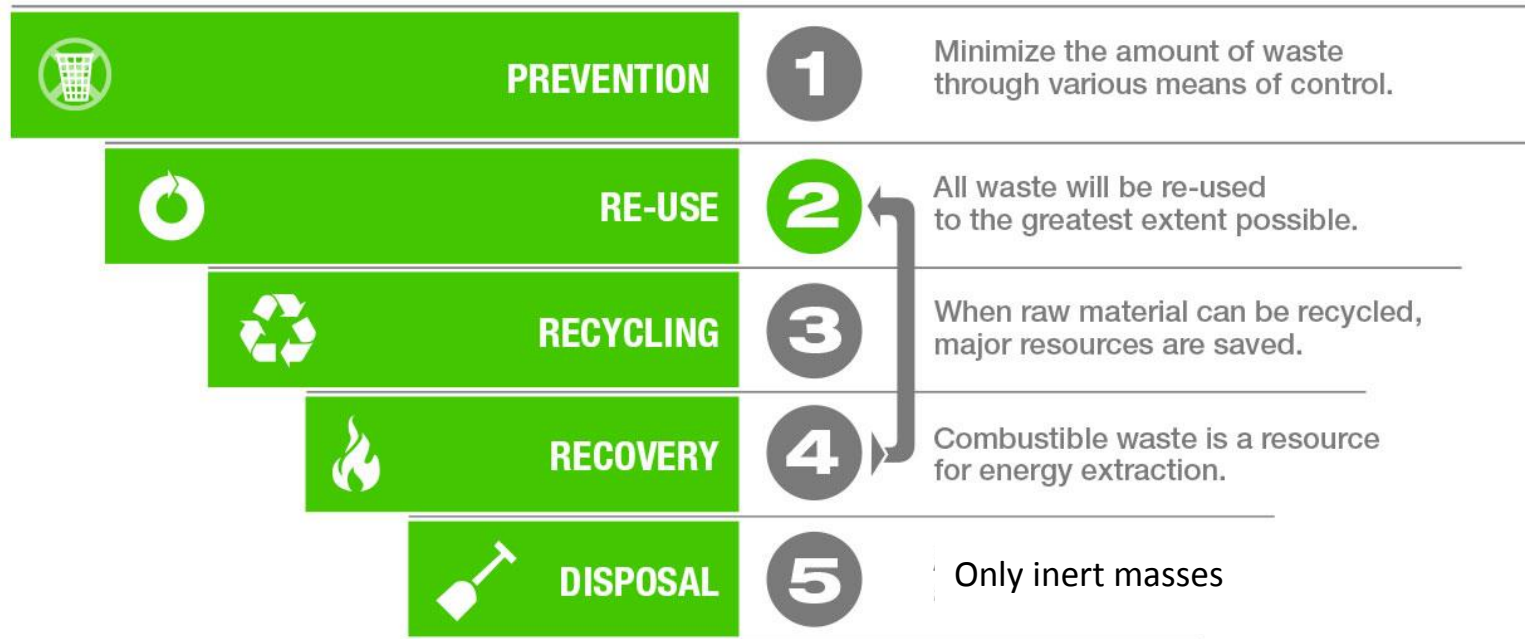 PREVENTION
1
Minimize the amount of waste
through various means of control.
RE-USE
2
All waste will be re-used
to the greatest extent possible.
RECYCLING
3
When raw material can be recycled,
major resources are saved.
RECOVERY
4
Combustible waste is a resource
for energy extraction.
DISPOSAL
5
Only inert masses